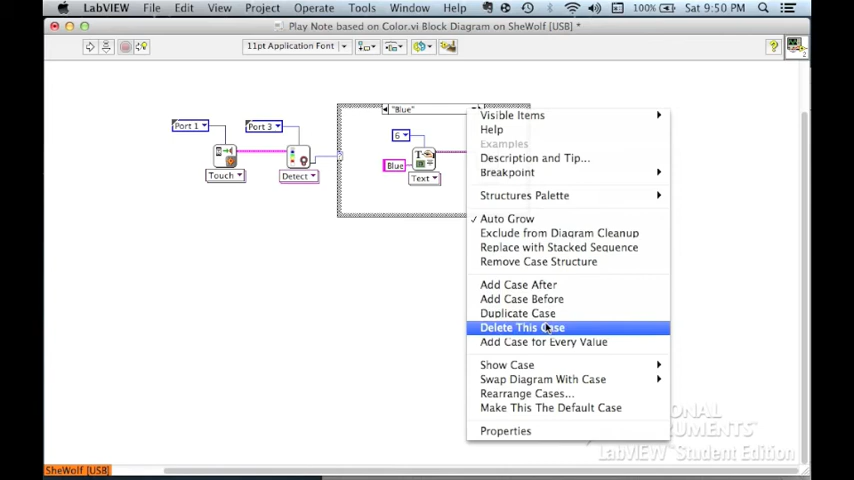 LabVIEW File Edit View Project Operate Tools Window Help 100% Sat 9:50 PM
Play Note based on Color.vi Block Diagram on SheWolf [USB] *
11pt Application Font
"Blue"
Port 1
Port 3
6
Blue
Touch
Detect
Text
Visible Items
Help
Examples
Description and Tip...
Breakpoint
Structures Palette
✓ Auto Grow
Exclude from Diagram Cleanup
Replace with Stacked Sequence
Remove Case Structure
Add Case After
Add Case Before
Duplicate Case
Delete This Case
Add Case for Every Value
Show Case
Swap Diagram With Case
Rearrange Cases...
Make This The Default Case
Properties
LabVIEW Student Edition
SheWolf [USB]